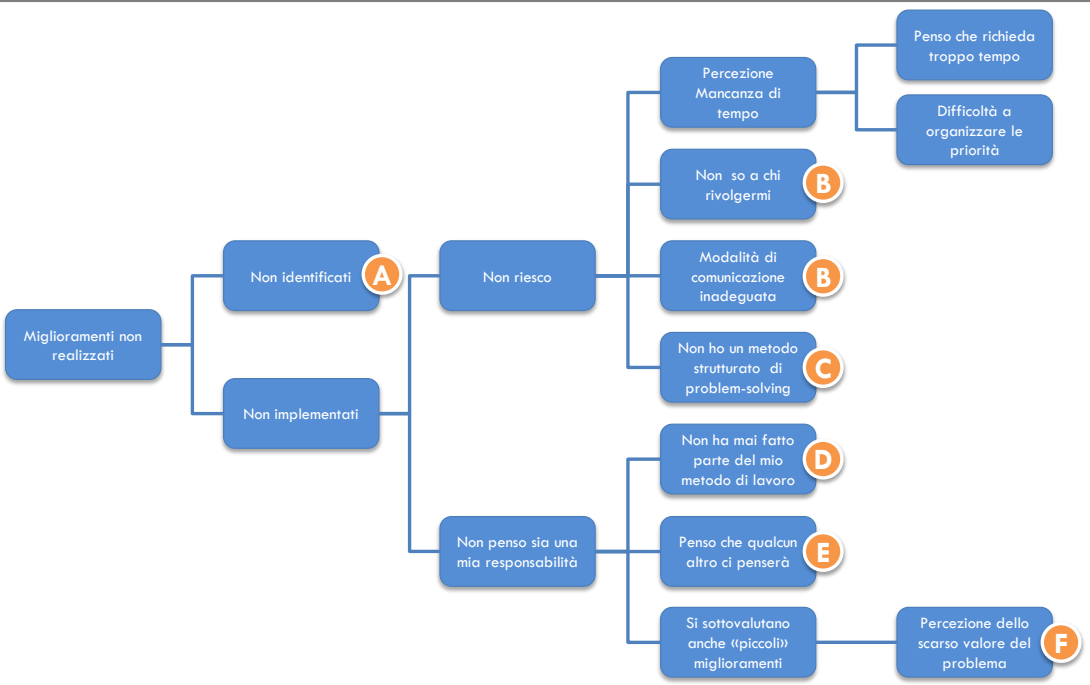 Miglioramenti non
realizzati
Non identificati
A
Non implementati
Non riesco
Non penso sia una
mia responsabilità
Percezione
Mancanza di
tempo
Penso che richieda
troppo tempo
Difficoltà a
organizzare le
priorità
Non so a chi
rivolgermi
B
Modalità di
comunicazione
inadeguata
B
Non ho un metodo
strutturato di
problem-solving
C
Non ha mai fatto
parte del mio
metodo di lavoro
D
Penso che qualcun
altro ci penserà
E
Si sottovalutano
anche «piccoli»
miglioramenti
Percezione dello
scarso valore del
problema
F